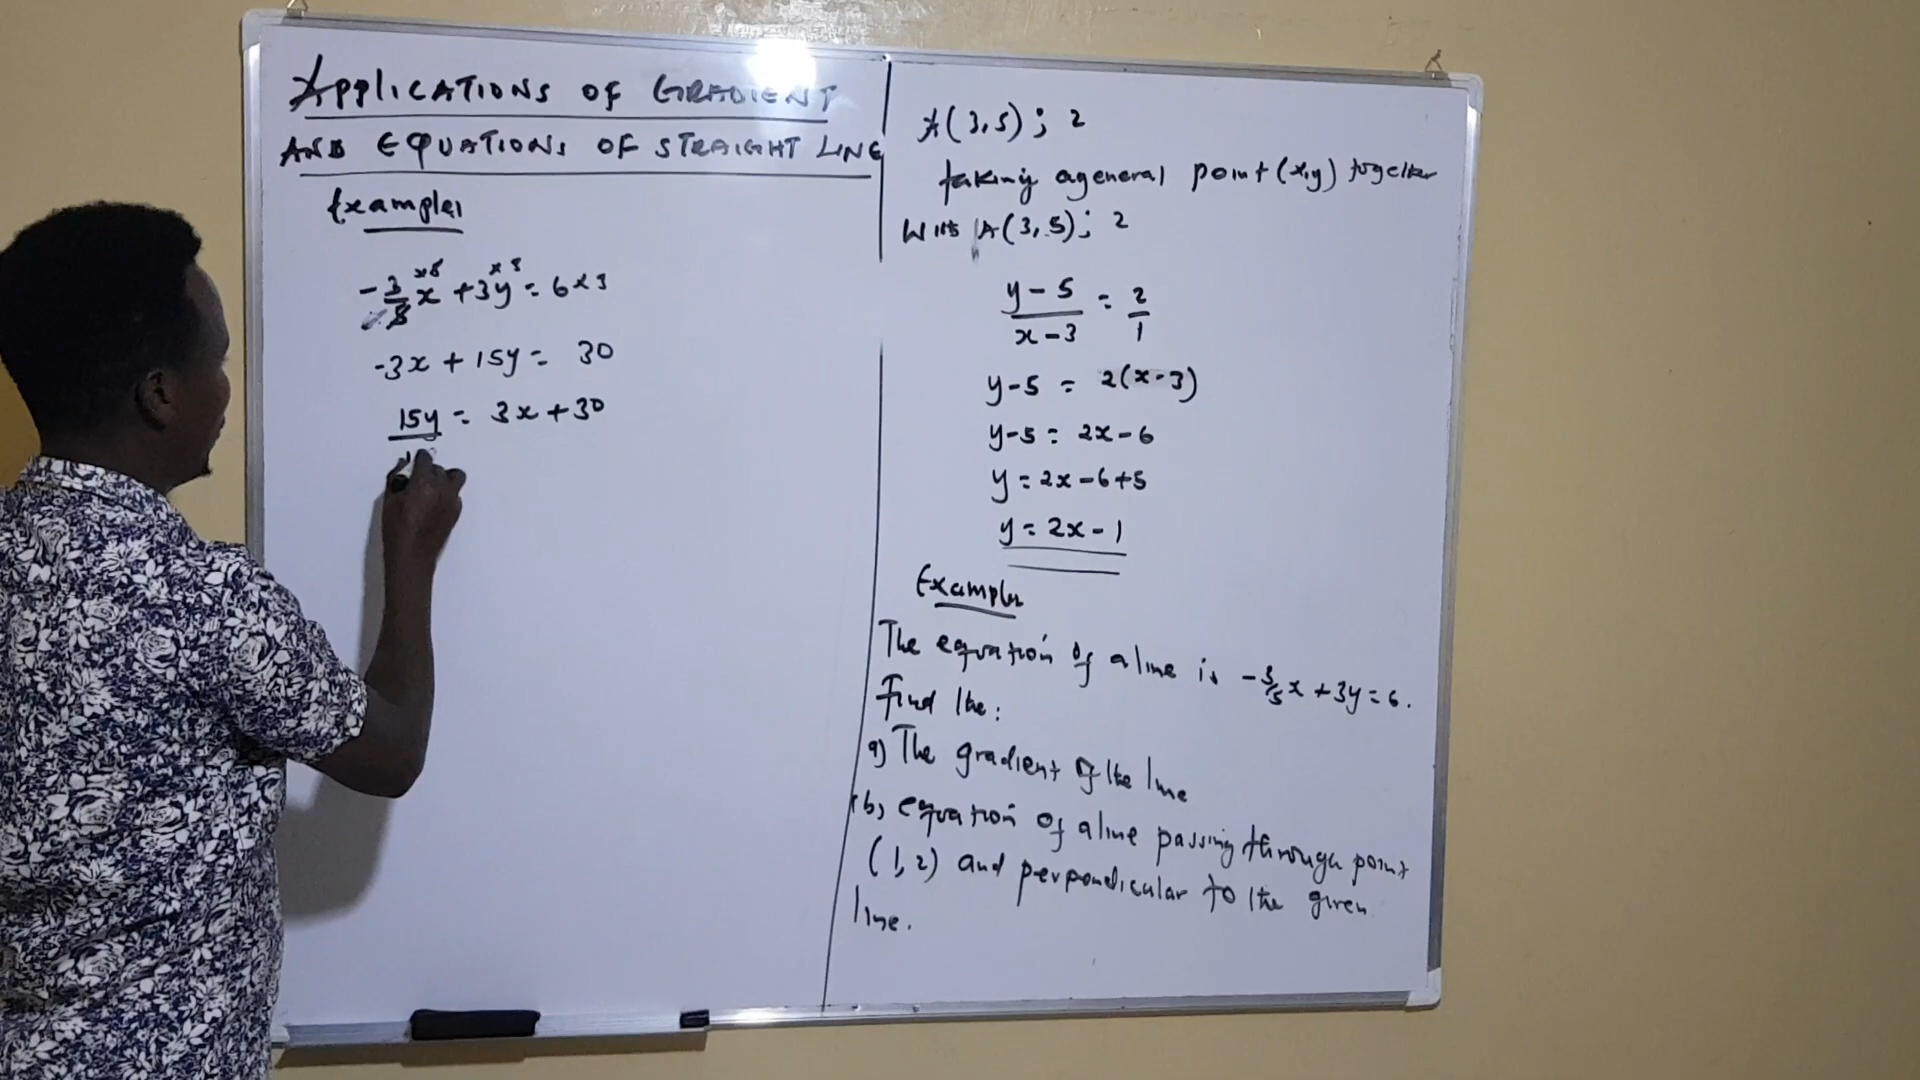 APPLICATIONS OF GRADIENT
AND EQUATIONS OF STRAIGHT LINE
Example1
-3/5 x ×5 + 3y ×5 = 6×5
-3x + 15y = 30
15y = 3x + 30
A(3,5); 2
taking a general point (x,y) together
With A(3,5); 2
y-5 / x-3 = 2/1
y-5 = 2(x-3)
y-5 = 2x-6
y = 2x-6+5
y = 2x-1
Example
The equation of a line is -3/5 x + 3y = 6.
Find the:
a) The gradient of the line
(b) equation of a line passing through point
(1,2) and perpendicular to the given
line.